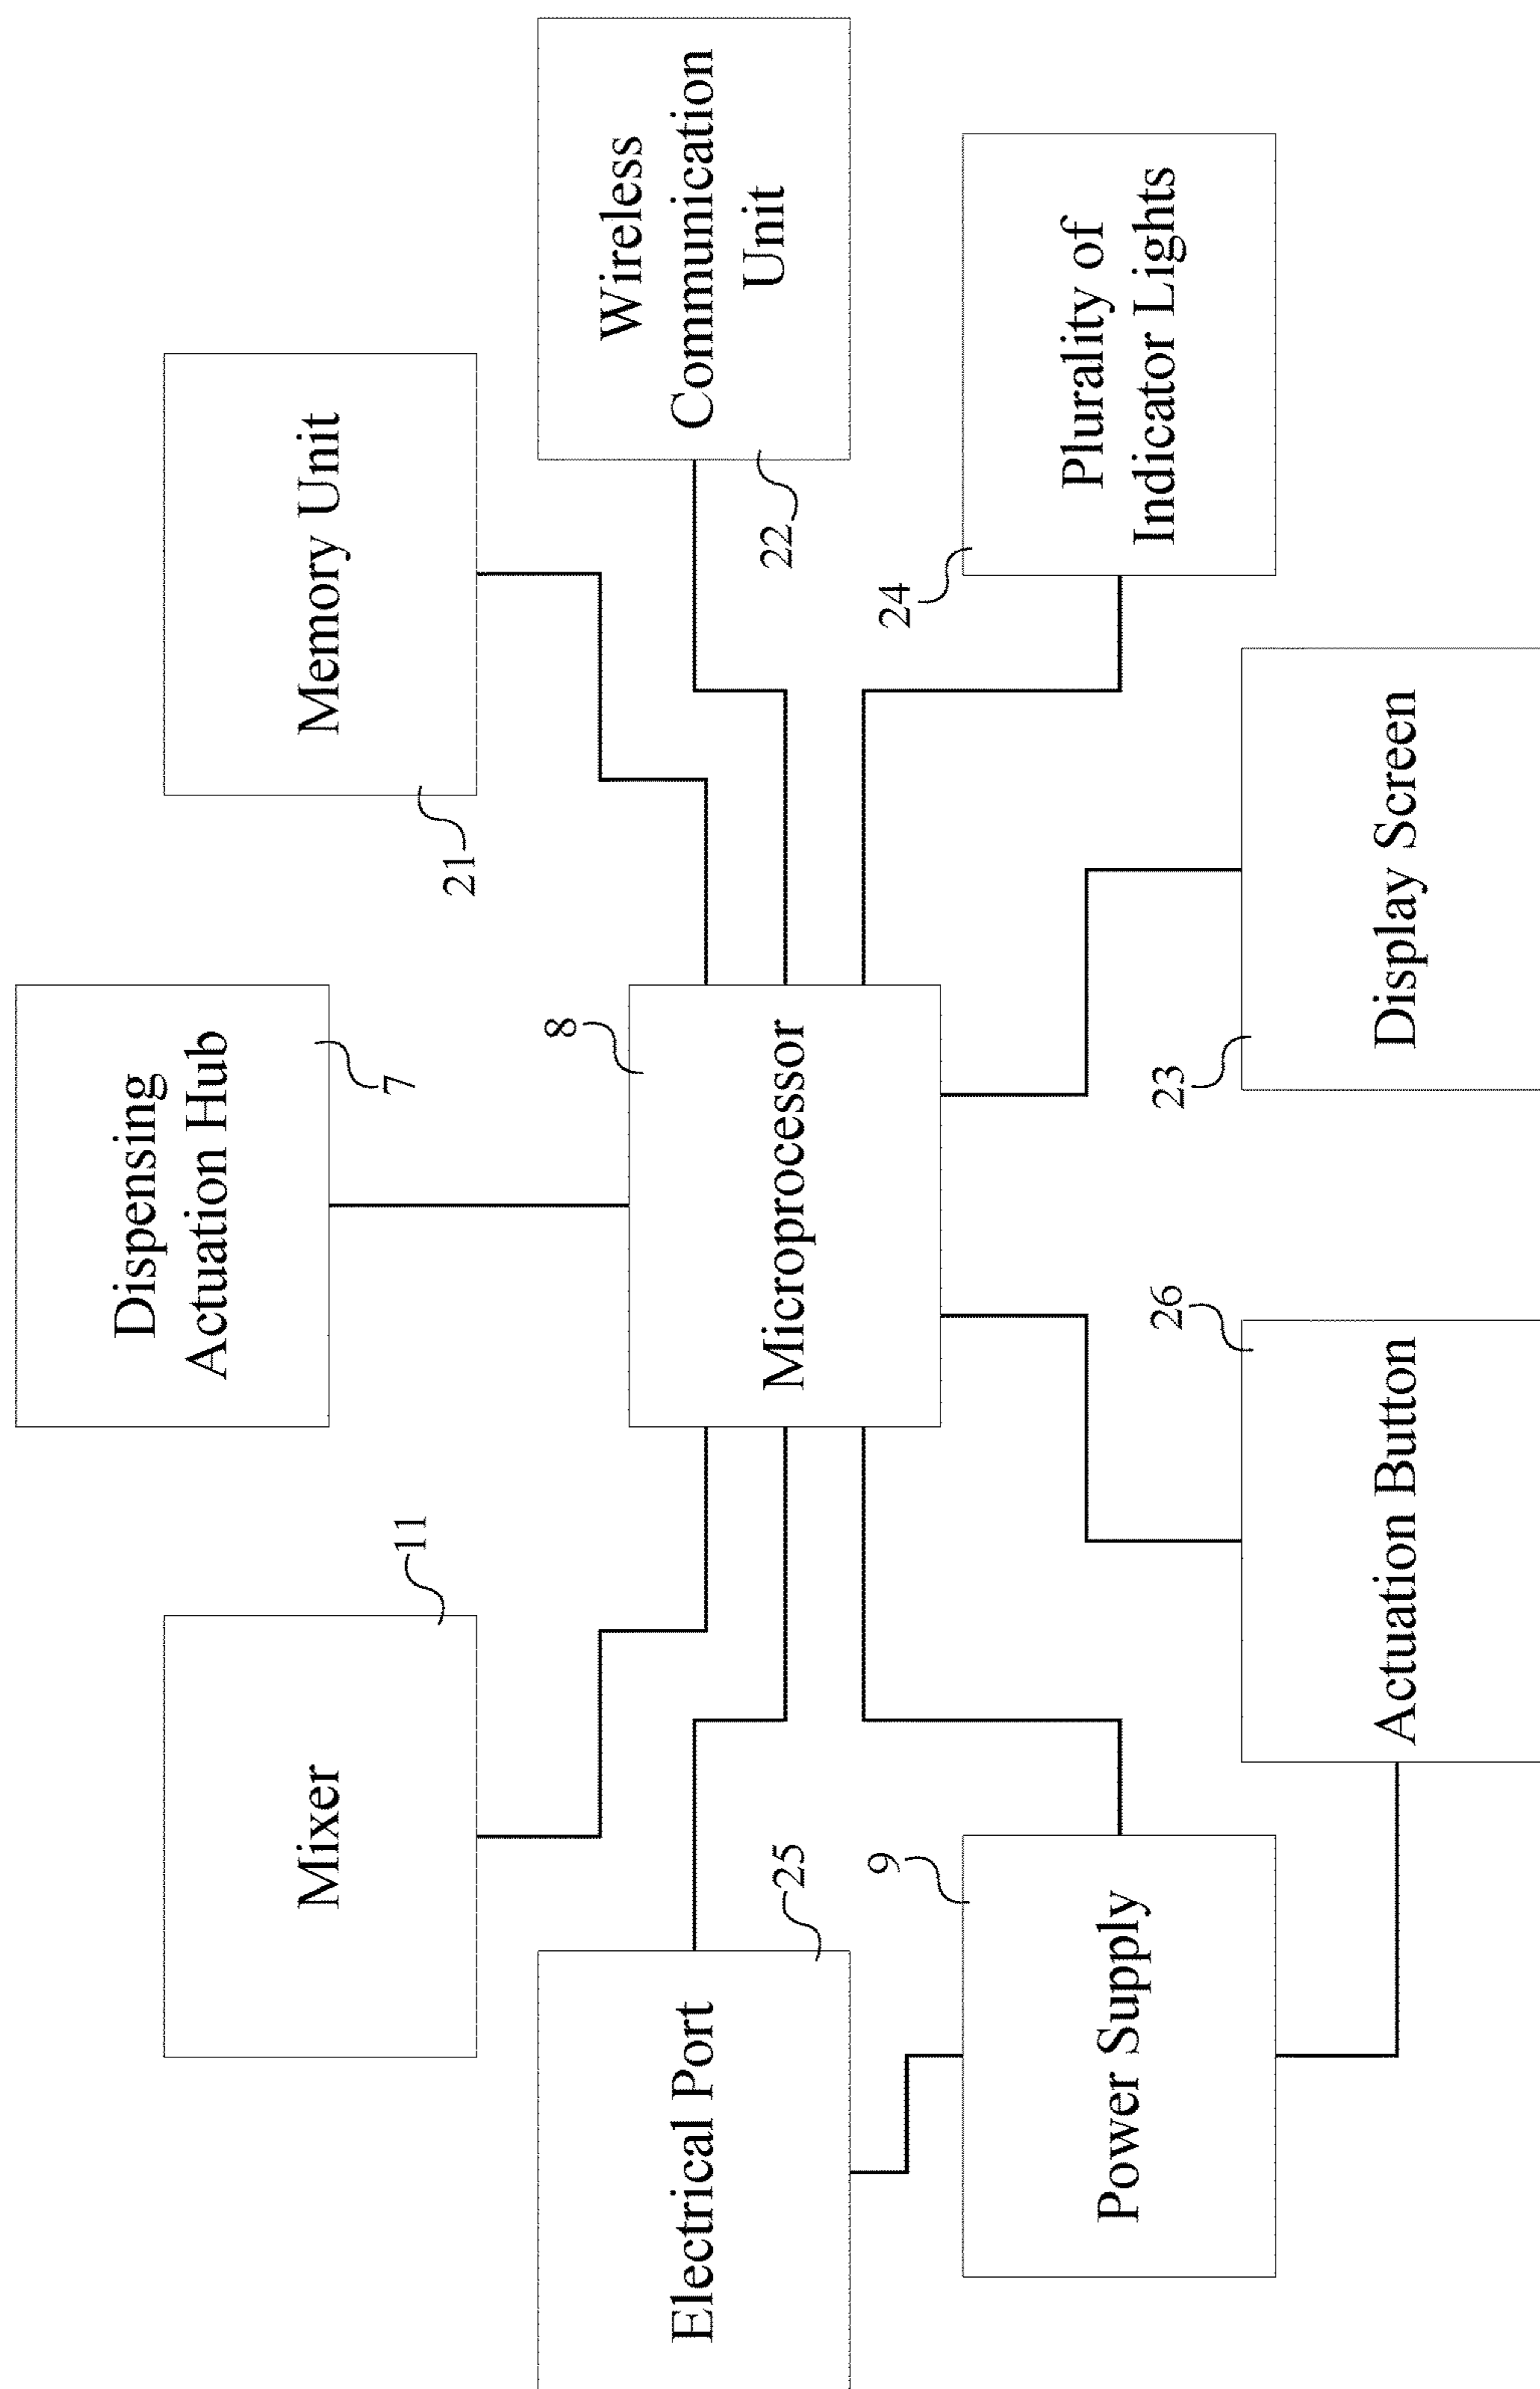 Dispensing
Actuation Hub
7
Mixer
11
Memory Unit
21
Electrical Port
25
Microprocessor
8
Wireless
Communication
Unit
22
Power Supply
9
Plurality of
Indicator Lights
24
Actuation Button
26
Display Screen
23